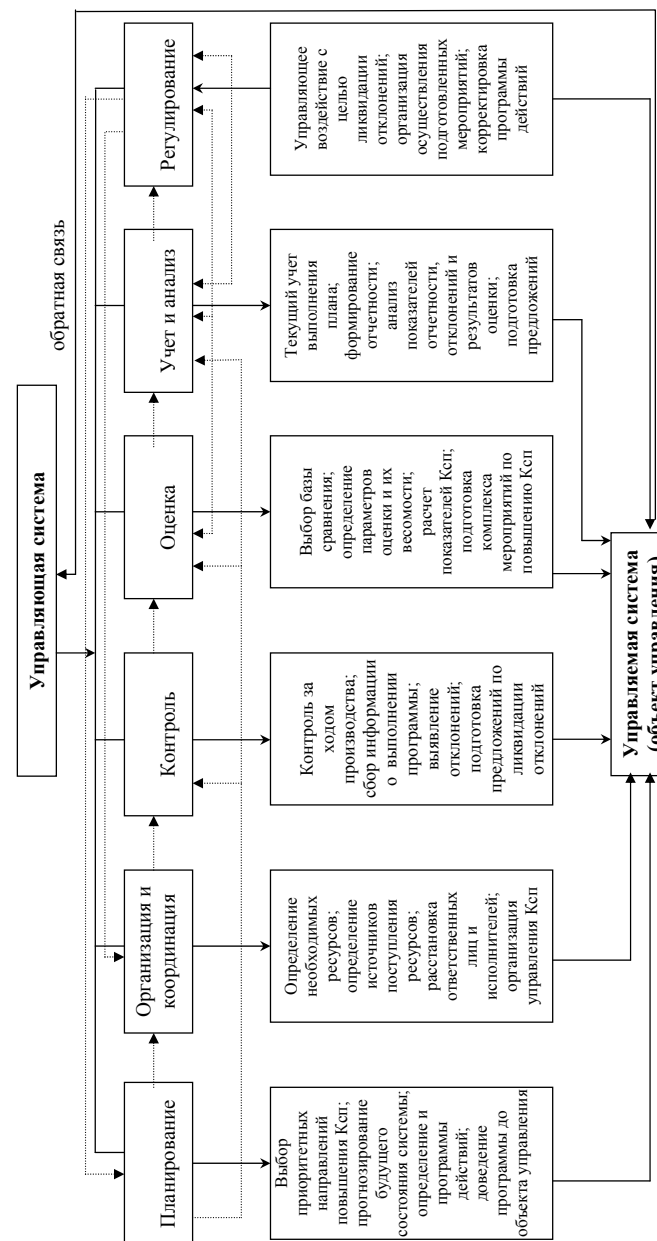 Управляющая система
обратная связь
Планирование
Организация и
координация
Контроль
Оценка
Учет и анализ
Регулирование
Выбор
приоритетных
направлений
повышения Ксп;
прогнозирование
будущего
состояния системы;
определение и
программы
действий;
доведение
программы до
объекта управления
Определение
необходимых
ресурсов;
определение
источников
поступления
ресурсов;
расстановка
ответственных
лиц и
исполнителей;
организация
управления Ксп
Контроль за
ходом
производства;
сбор информации
о выполнении
программы;
выявление
отклонений;
подготовка
предложений по
ликвидации
отклонений
Выбор базы
сравнения;
определение
параметров
оценки и их
весомости;
расчет
показателей Ксп;
подготовка
комплекса
мероприятий по
повышению Ксп
Текущий учет
выполнения
плана;
формирование
отчетности;
анализ
показателей
отчетности,
отклонений и
результатов
оценки;
подготовка
предложений
Управляющее
воздействие с
целью
ликвидации
отклонений;
организация
осуществления
подготовленных
мероприятий;
корректировка
программы
действий
Управляемая система
(объект управления)